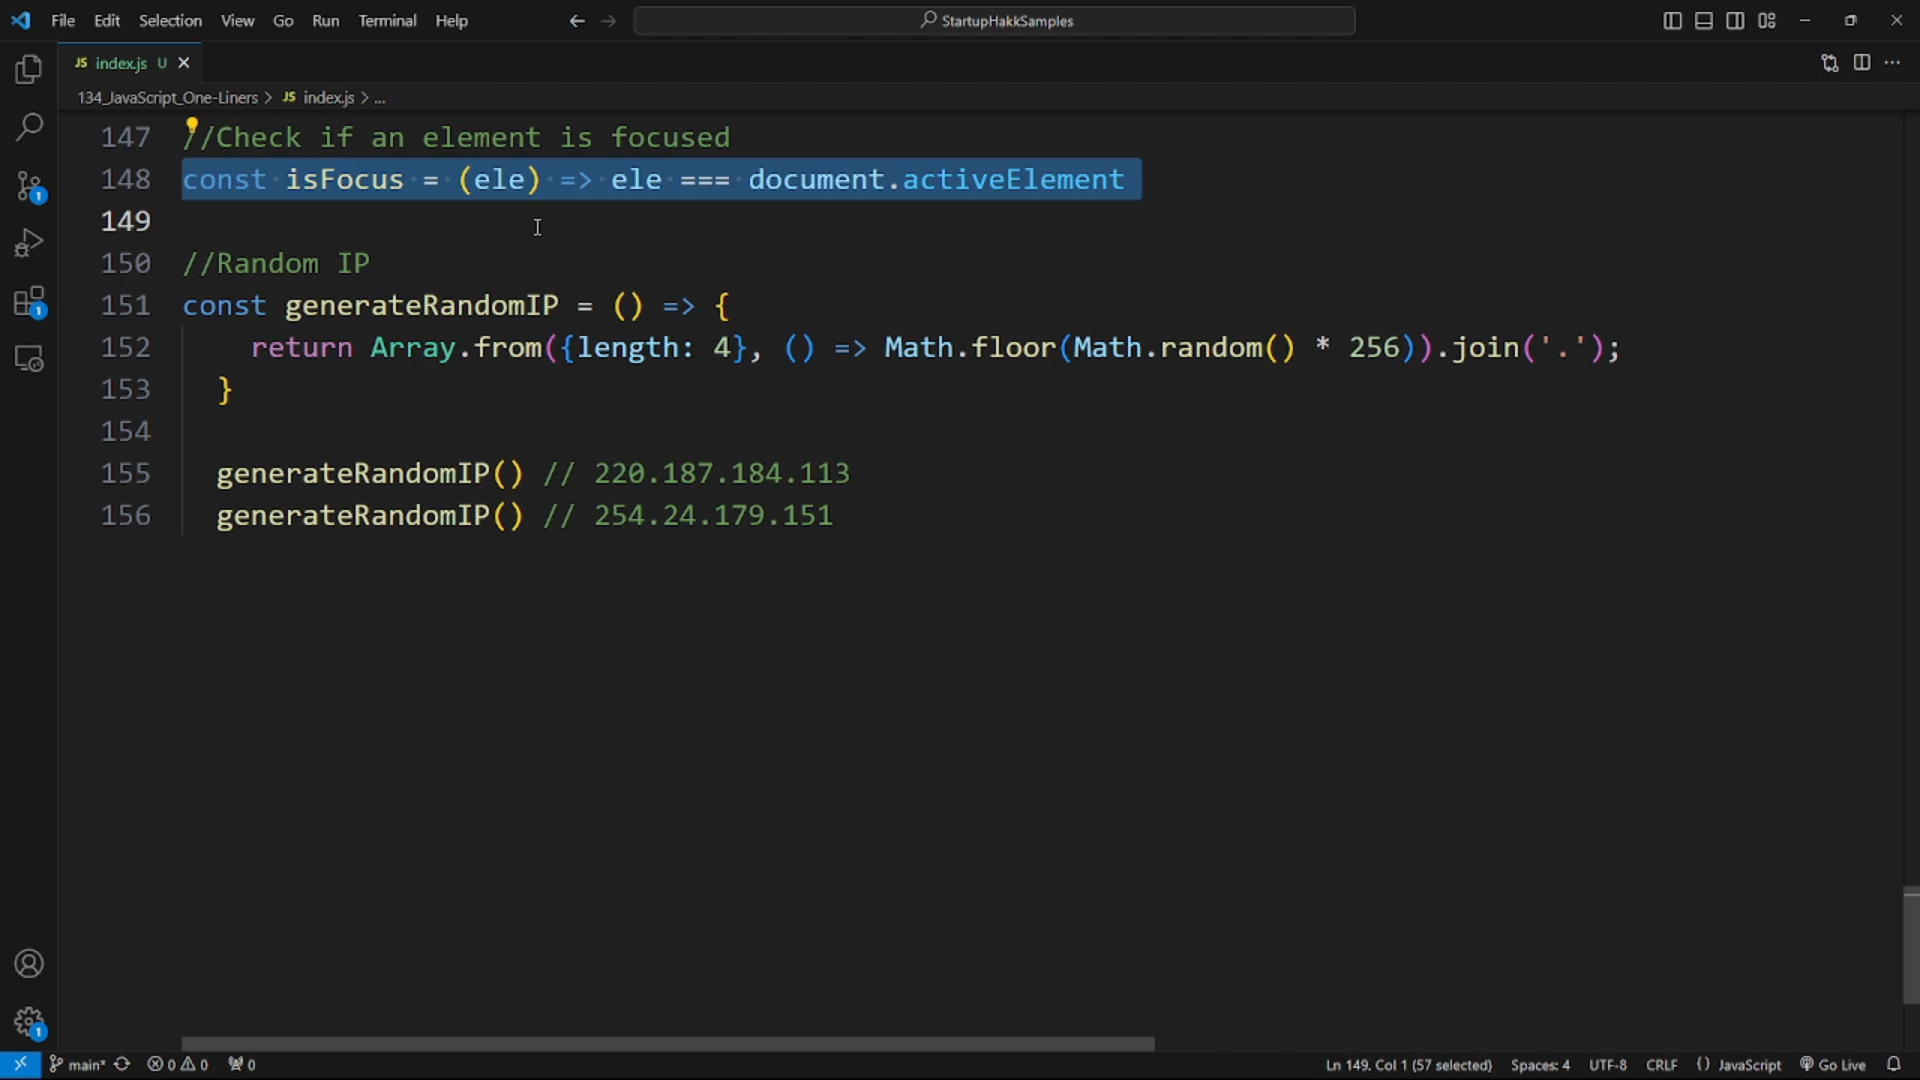 File Edit Selection View Go Run Terminal Help
StartupHakkSamples
JS index.js U
134_JavaScript_One-Liners > JS index.js > ...
147 //Check if an element is focused
148 const isFocus = (ele) => ele === document.activeElement
149
150 //Random IP
151 const generateRandomIP = () => {
152 return Array.from({length: 4}, () => Math.floor(Math.random() * 256)).join('.');
153 }
154
155 generateRandomIP() // 220.187.184.113
156 generateRandomIP() // 254.24.179.151
1
1
1
main* 0 0 0 Ln 149, Col 1 (57 selected) Spaces: 4 UTF-8 CRLF {} JavaScript Go Live